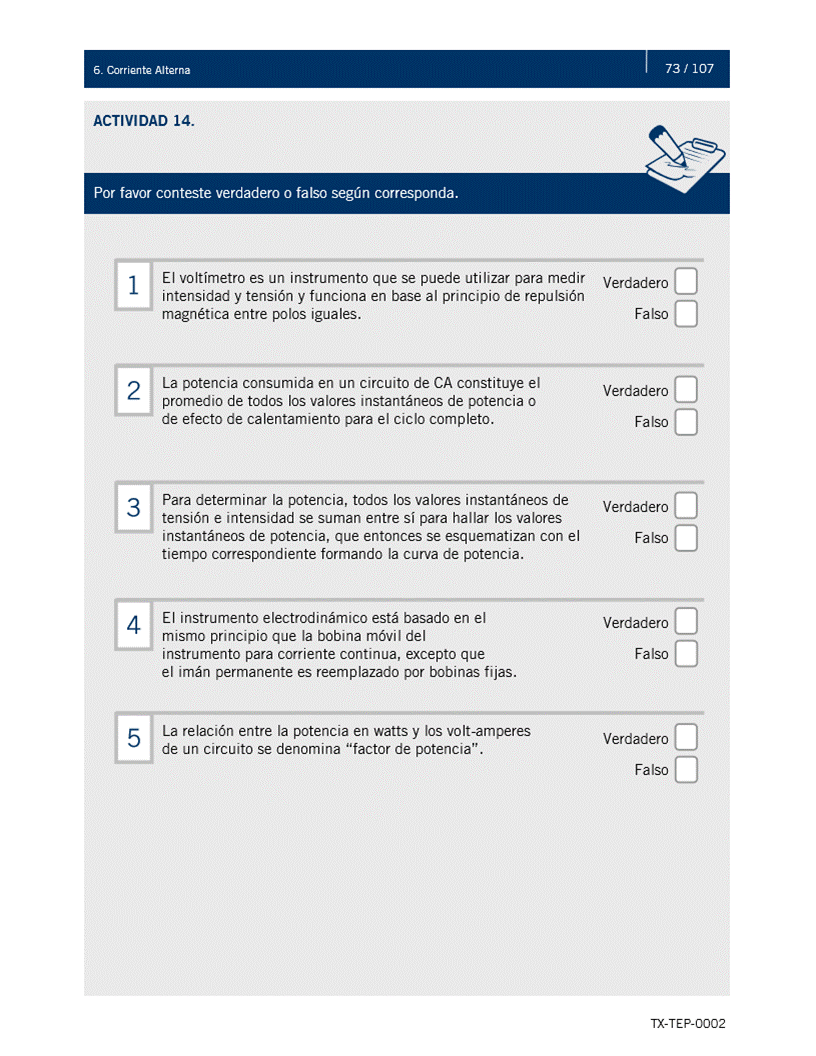 6. Corriente Alterna
73 / 107
ACTIVIDAD 14.
Por favor conteste verdadero o falso según corresponda.
1
El voltímetro es un instrumento que se puede utilizar para medir
intensidad y tensión y funciona en base al principio de repulsión
magnética entre polos iguales.
Verdadero
Falso
2
La potencia consumida en un circuito de CA constituye el
promedio de todos los valores instantáneos de potencia o
de efecto de calentamiento para el ciclo completo.
Verdadero
Falso
3
Para determinar la potencia, todos los valores instantáneos de
tensión e intensidad se suman entre sí para hallar los valores
instantáneos de potencia, que entonces se esquematizan con el
tiempo correspondiente formando la curva de potencia.
Verdadero
Falso
4
El instrumento electrodinámico está basado en el
mismo principio que la bobina móvil del
instrumento para corriente continua, excepto que
el imán permanente es reemplazado por bobinas fijas.
Verdadero
Falso
5
La relación entre la potencia en watts y los volt-amperes
de un circuito se denomina “factor de potencia”.
Verdadero
Falso
TX-TEP-0002